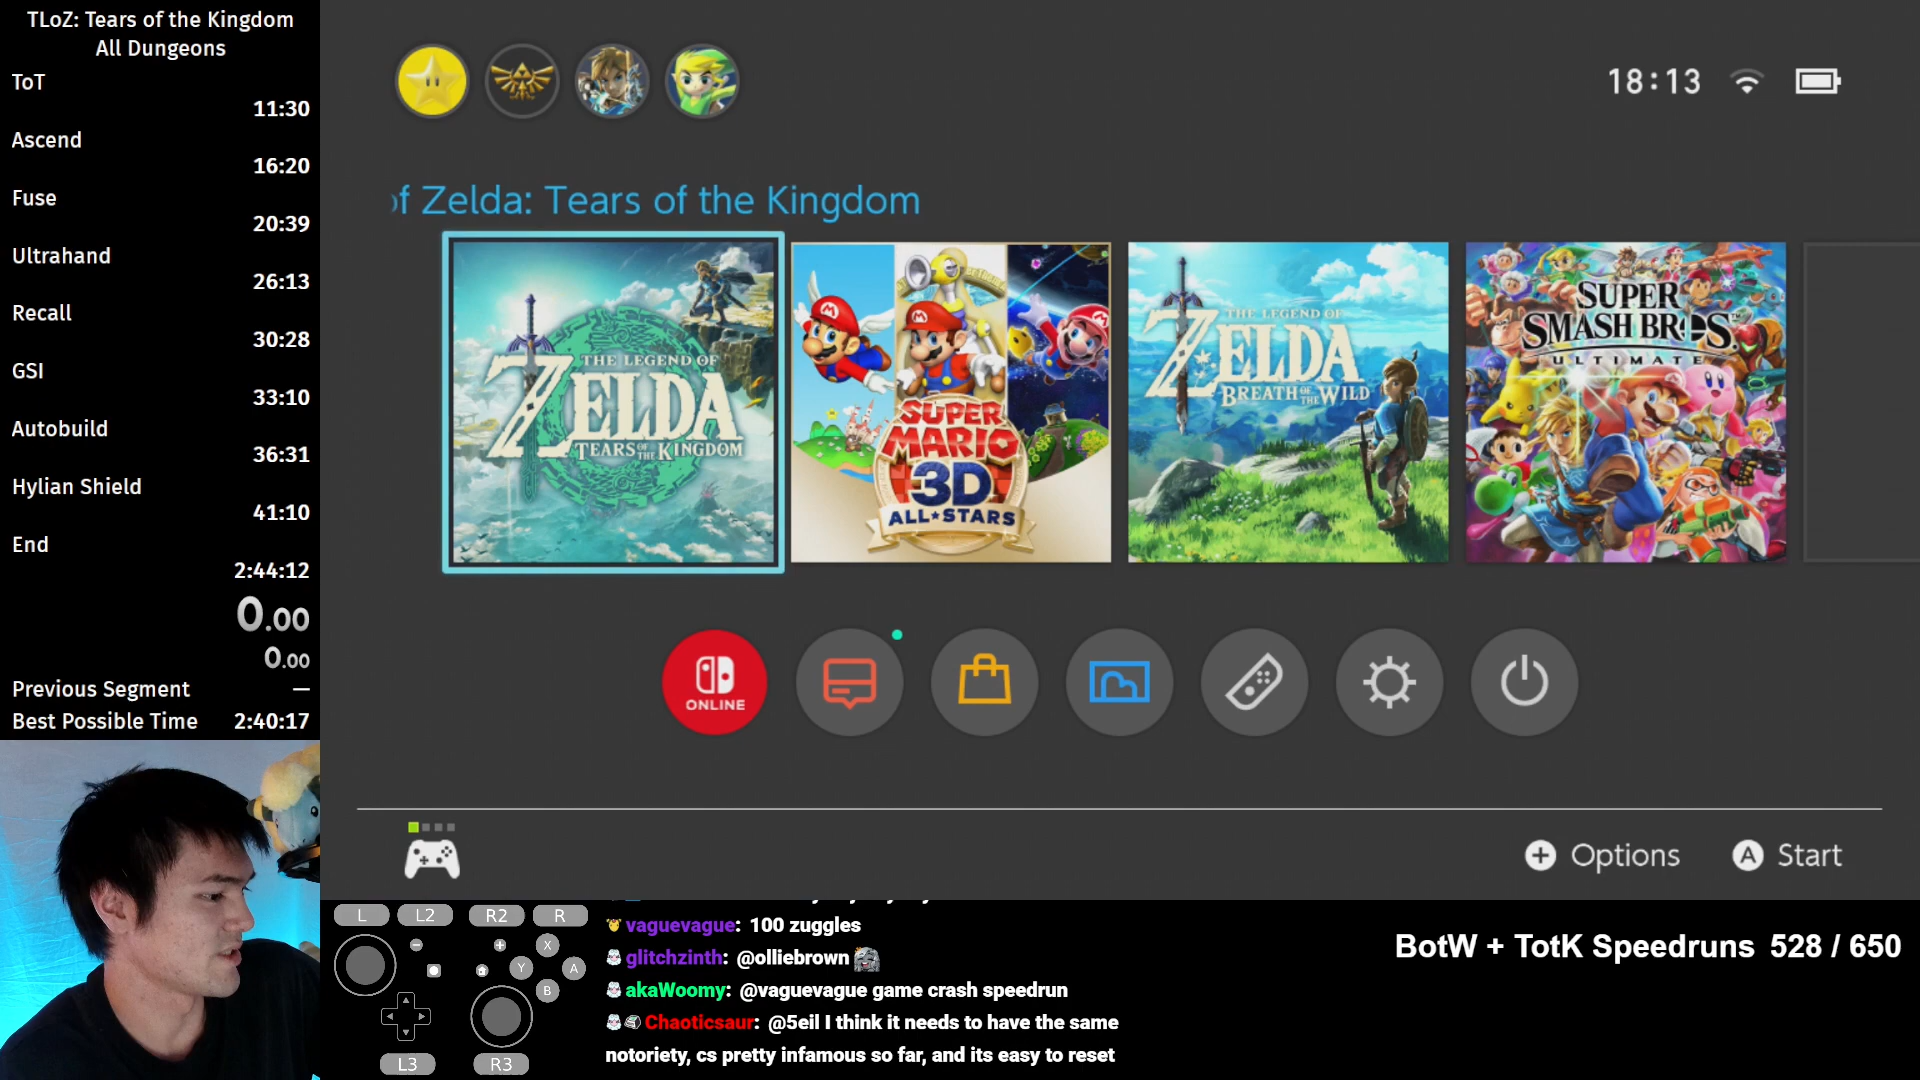 TLoZ: Tears of the Kingdom
All Dungeons
ToT
11:30
Ascend
16:20
Fuse
20:39
Ultrahand
26:13
Recall
30:28
GSI
33:10
Autobuild
36:31
Hylian Shield
41:10
End
2:44:12
0.00
0.00
Previous Segment —
Best Possible Time 2:40:17
18:13
of Zelda: Tears of the Kingdom
THE LEGEND OF
ZELDA
TEARS OF THE KINGDOM
SUPER
MARIO
3D
ALL★STARS
THE LEGEND OF
ZELDA
BREATH OF THE WILD
SUPER
SMASH BROS.
ULTIMATE
ONLINE
+ Options
A Start
L L2 R2 R
X
Y A
B
L3 R3
vaguevague: 100 zuggles
glitchzinth: @olliebrown
akaWoomy: @vaguevague game crash speedrun
Chaoticsaur: @5eil I think it needs to have the same
notoriety, cs pretty infamous so far, and its easy to reset
BotW + TotK Speedruns 528 / 650